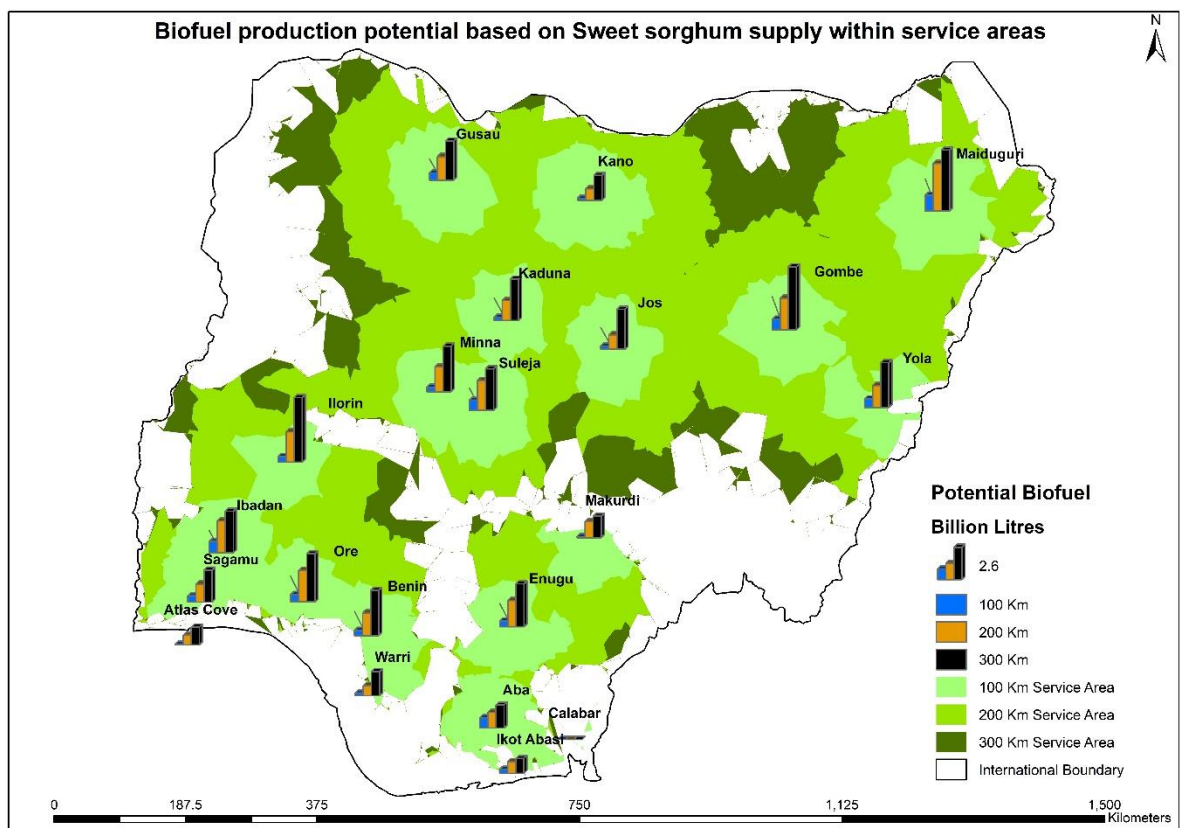 Biofuel production potential based on Sweet sorghum supply within service areas
N
Gusau
Kano
Maiduguri
Kaduna
Gombe
Jos
Minna
Suleja
Yola
Ilorin
Makurdi
Ibadan
Sagamu
Ore
Benin
Enugu
Atlas Cove
Warri
Aba
Calabar
Ikot Abasi
Potential Biofuel
Billion Litres
2.6
100 Km
200 Km
300 Km
100 Km Service Area
200 Km Service Area
300 Km Service Area
International Boundary
0 187.5 375 750 1,125 1,500
Kilometers